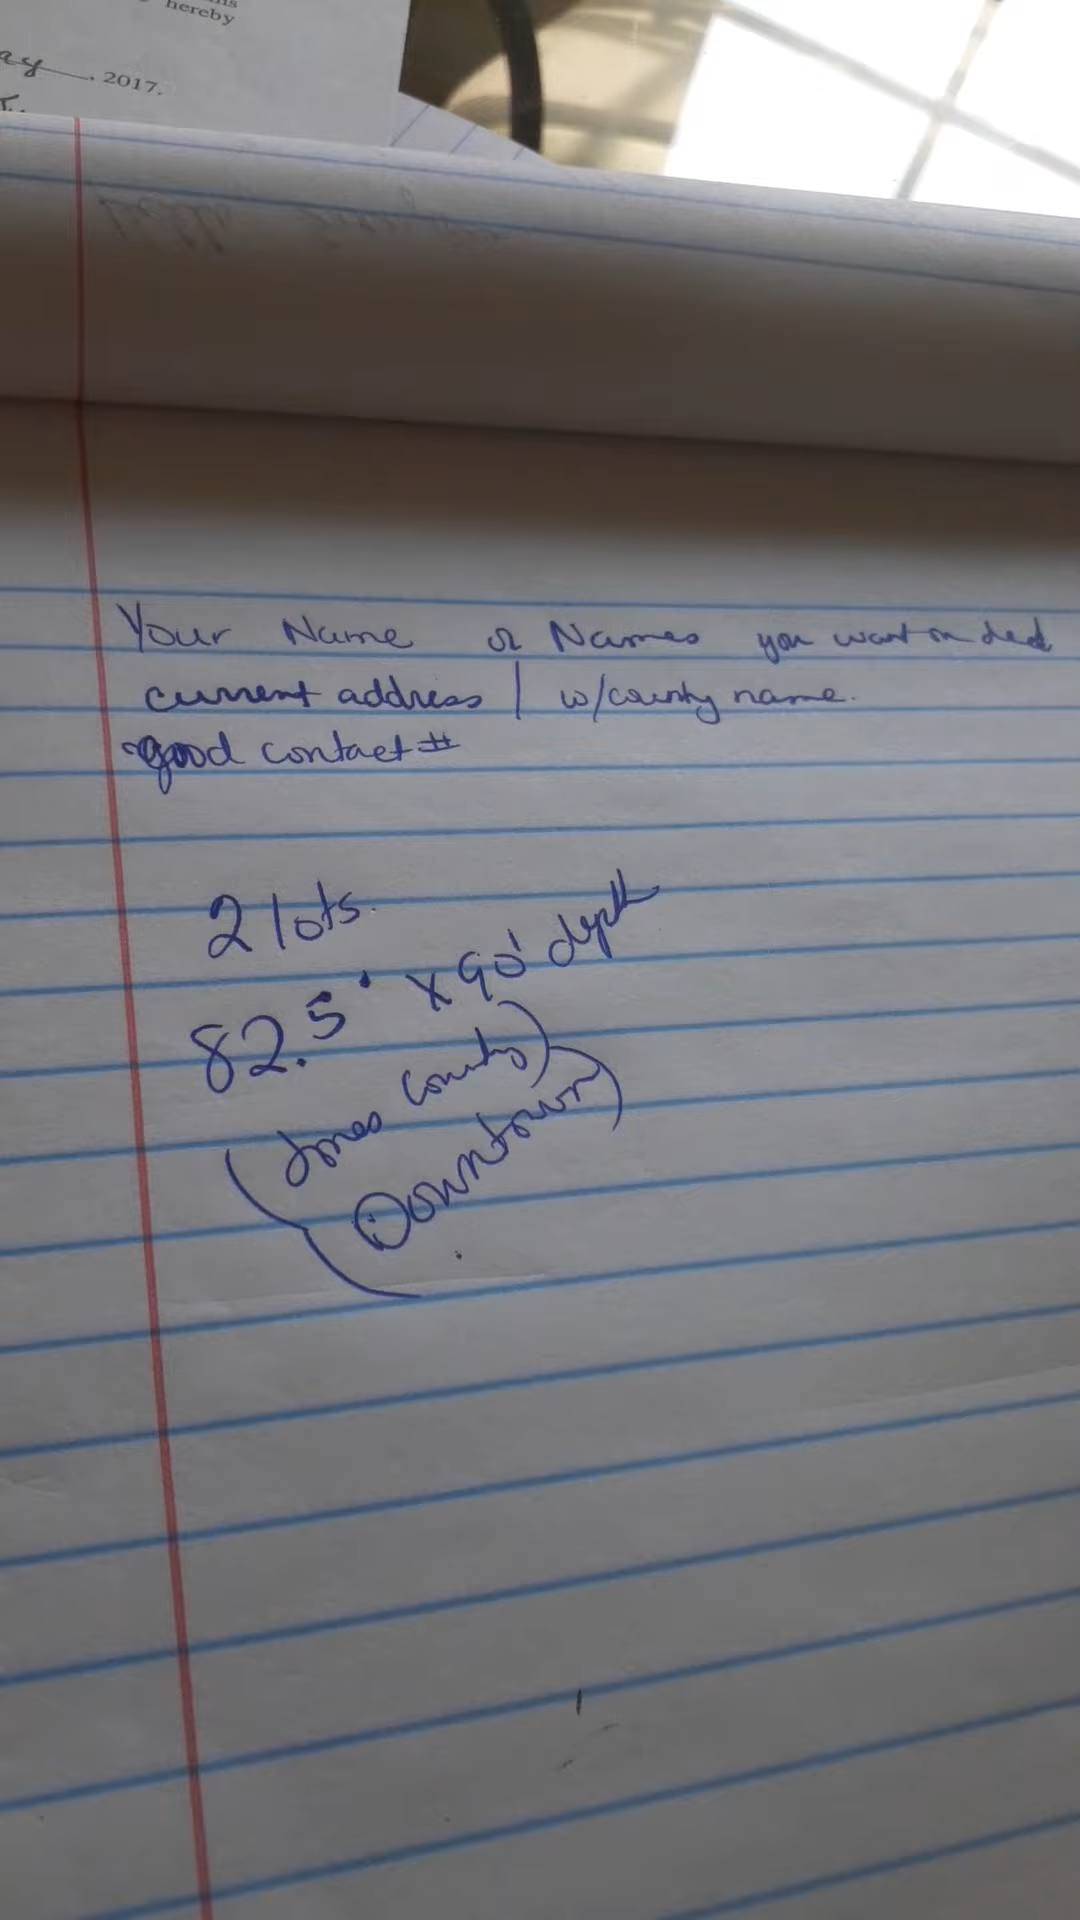 hereby
, 2017.
Your Name or Names you want on deed
current address | w/county name.
good contact #
2 lots.
82.5' x 90' depth
(Jones County)
(Downtown)